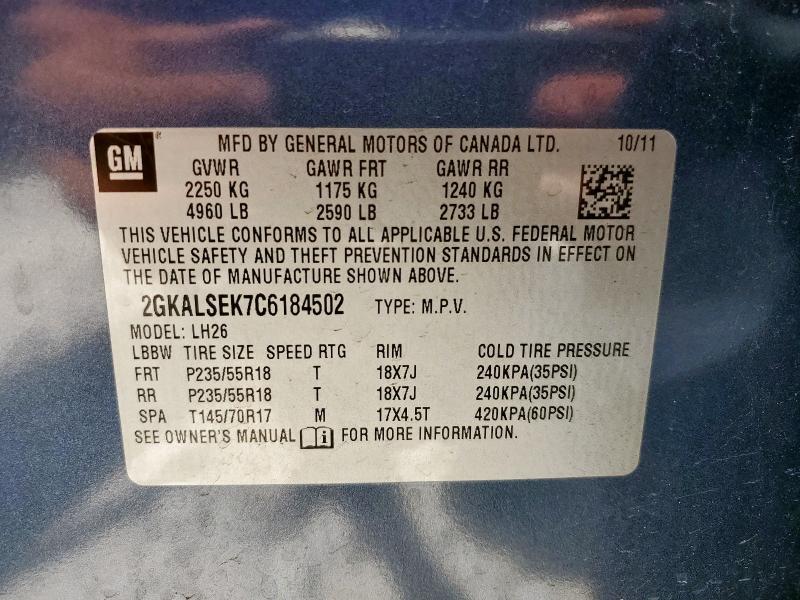 GM ® MFD BY GENERAL MOTORS OF CANADA LTD. 10/11
GVWR GAWR FRT GAWR RR
2250 KG 1175 KG 1240 KG
4960 LB 2590 LB 2733 LB
THIS VEHICLE CONFORMS TO ALL APPLICABLE U.S. FEDERAL MOTOR
VEHICLE SAFETY AND THEFT PREVENTION STANDARDS IN EFFECT ON
THE DATE OF MANUFACTURE SHOWN ABOVE.
2GKALSEK7C6184502 TYPE: M.P.V.
MODEL: LH26
LBBW TIRE SIZE SPEED RTG RIM COLD TIRE PRESSURE
FRT P235/55R18 T 18X7J 240KPA(35PSI)
RR P235/55R18 T 18X7J 240KPA(35PSI)
SPA T145/70R17 M 17X4.5T 420KPA(60PSI)
SEE OWNER'S MANUAL i FOR MORE INFORMATION.